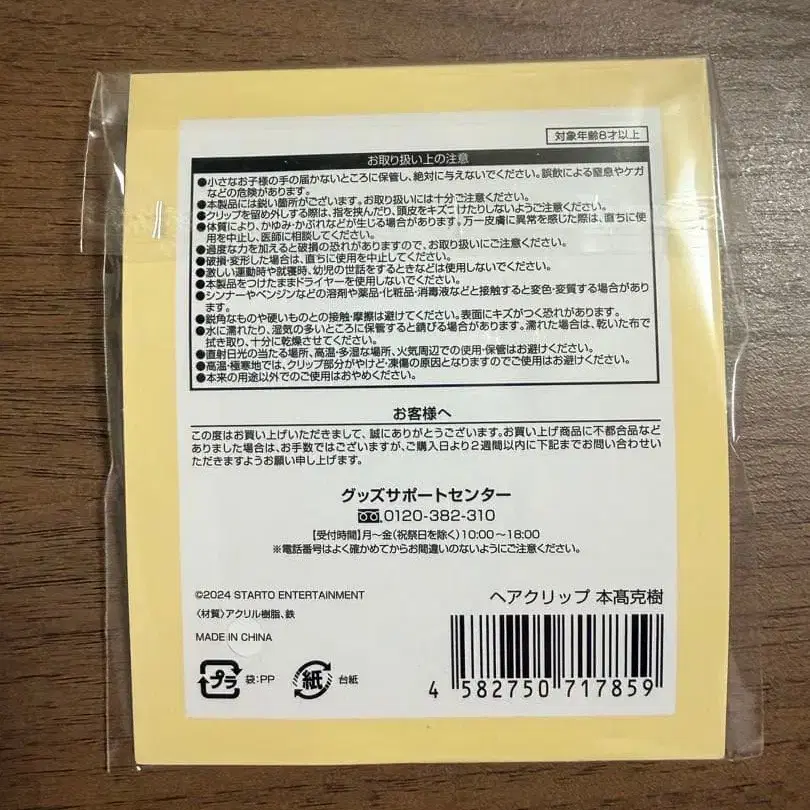 対象年齢8才以上
お取り扱い上の注意
●小さなお子様の手の届かないところに保管し、絶対に与えないでください。誤飲による窒息やケガ
などの危険があります。
●本製品には鋭い箇所がございます。お取り扱いには十分ご注意ください。
●クリップを留め外しする際は、指を挟んだり、頭皮をキズつけたりしないようご注意ください。
●体質により、かゆみ・かぶれなどが生じる場合があります。万一皮膚に異常を感じた際は、直ちに使
用を中止し、医師に相談してください。
●過度な力を加えると破損の恐れがありますので、お取り扱いにご注意ください。
●破損・変形した場合は、直ちに使用を中止してください。
●激しい運動時や就寝時、幼児の世話をするときなどは使用しないでください。
●本製品をつけたままドライヤーを使用しないでください。
●シンナーやベンジンなどの溶剤や薬品・化粧品・消毒液などと接触すると変色・変質する場合があり
ます。
●鋭角なものや硬いものとの接触・摩擦は避けてください。表面にキズがつく恐れがあります。
●水に濡れたり、湿気の多いところに保管すると錆びる場合があります。濡れた場合は、乾いた布で
拭き取り、十分に乾燥させてください。
●直射日光の当たる場所、高温・多湿な場所、火気周辺での使用・保管はお避けください。
●高温・極寒地では、クリップ部分がやけど・凍傷の原因となりますのでご使用はお避けください。
●本来の用途以外でのご使用はおやめください。
お客様へ
この度はお買い上げいただきまして、誠にありがとうございます。お買い上げ商品に不都合品など
ありました場合は、お手数ではございますが、ご購入日より2週間以内に下記までお問い合わせい
ただきますようお願い申し上げます。
グッズサポートセンター
0120-382-310
【受付時間】月〜金(祝祭日を除く)10:00〜18:00
※電話番号はよく確かめてからお間違いのないようにご注意ください。
©2024 STARTO ENTERTAINMENT
ヘアクリップ 本髙克樹
〈材質〉アクリル樹脂、鉄
MADE IN CHINA
プラ 袋:PP 紙 台紙
4 582750 717859